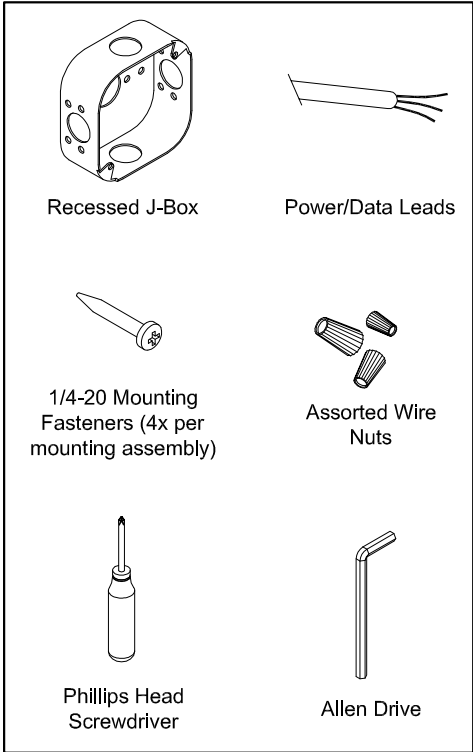 Recessed J-Box
Power/Data Leads
1/4-20 Mounting
Fasteners (4x per
mounting assembly)
Assorted Wire
Nuts
Phillips Head
Screwdriver
Allen Drive